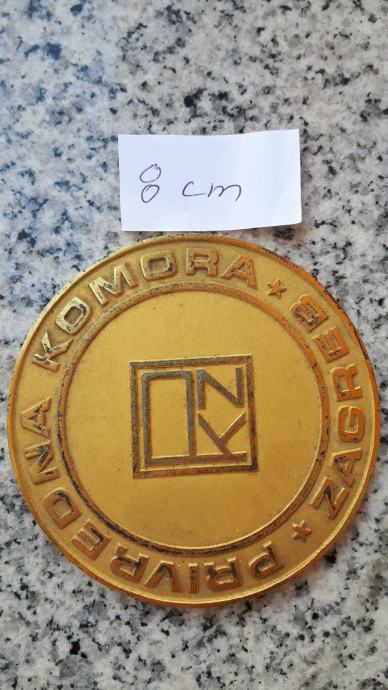 8 cm
PRIVREDNA KOMORA ★ ZAGREB ★
PKZ